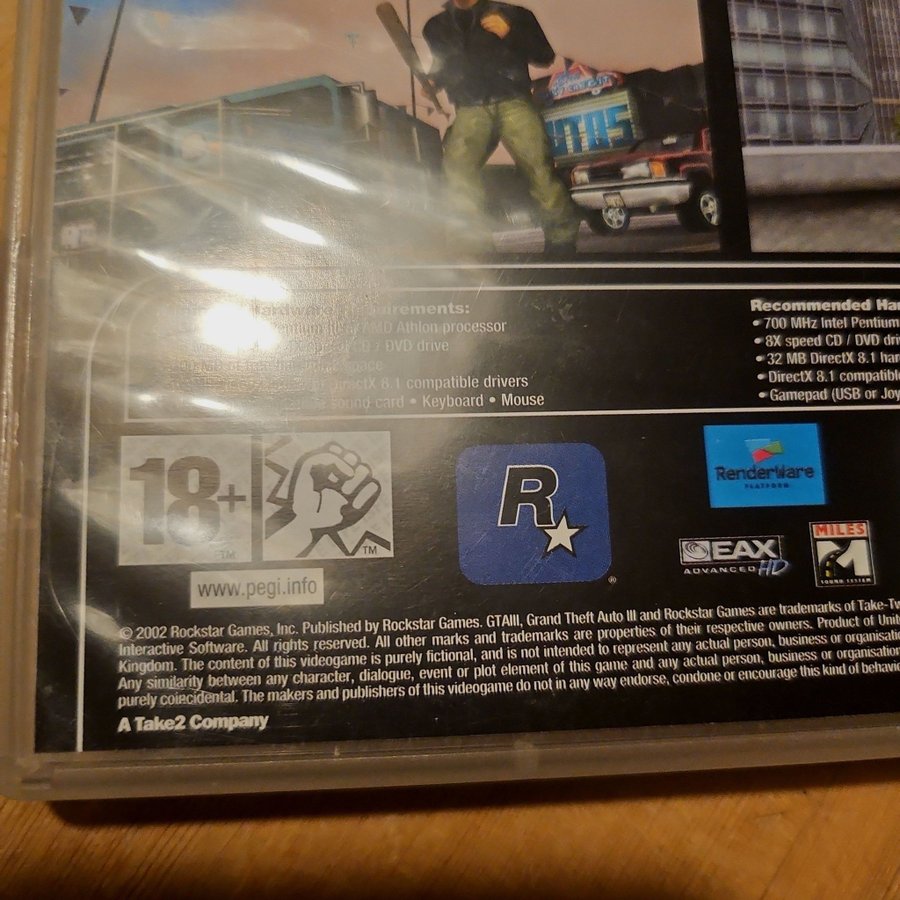 Hardware Requirements:
AMD Athlon processor
CD / DVD drive
space
DirectX 8.1 compatible drivers
sound card • Keyboard • Mouse
Recommended Har
• 700 MHz Intel Pentium
• 8X speed CD / DVD dri
• 32 MB DirectX 8.1 har
• DirectX 8.1 compatible
• Gamepad (USB or Joy
18+
TM
TM
www.pegi.info
R
®
RenderWare
PLATFORM
EAX
ADVANCED HD
MILES
SOUND SYSTEM
© 2002 Rockstar Games, Inc. Published by Rockstar Games. GTAIII, Grand Theft Auto III and Rockstar Games are trademarks of Take-Tw
Interactive Software. All rights reserved. All other marks and trademarks are properties of their respective owners. Product of Unite
Kingdom. The content of this videogame is purely fictional, and is not intended to represent any actual person, business or organisatio
Any similarity between any character, dialogue, event or plot element of this game and any actual person, business or organisation
purely coincidental. The makers and publishers of this videogame do not in any way endorse, condone or encourage this kind of behavio
A Take2 Company